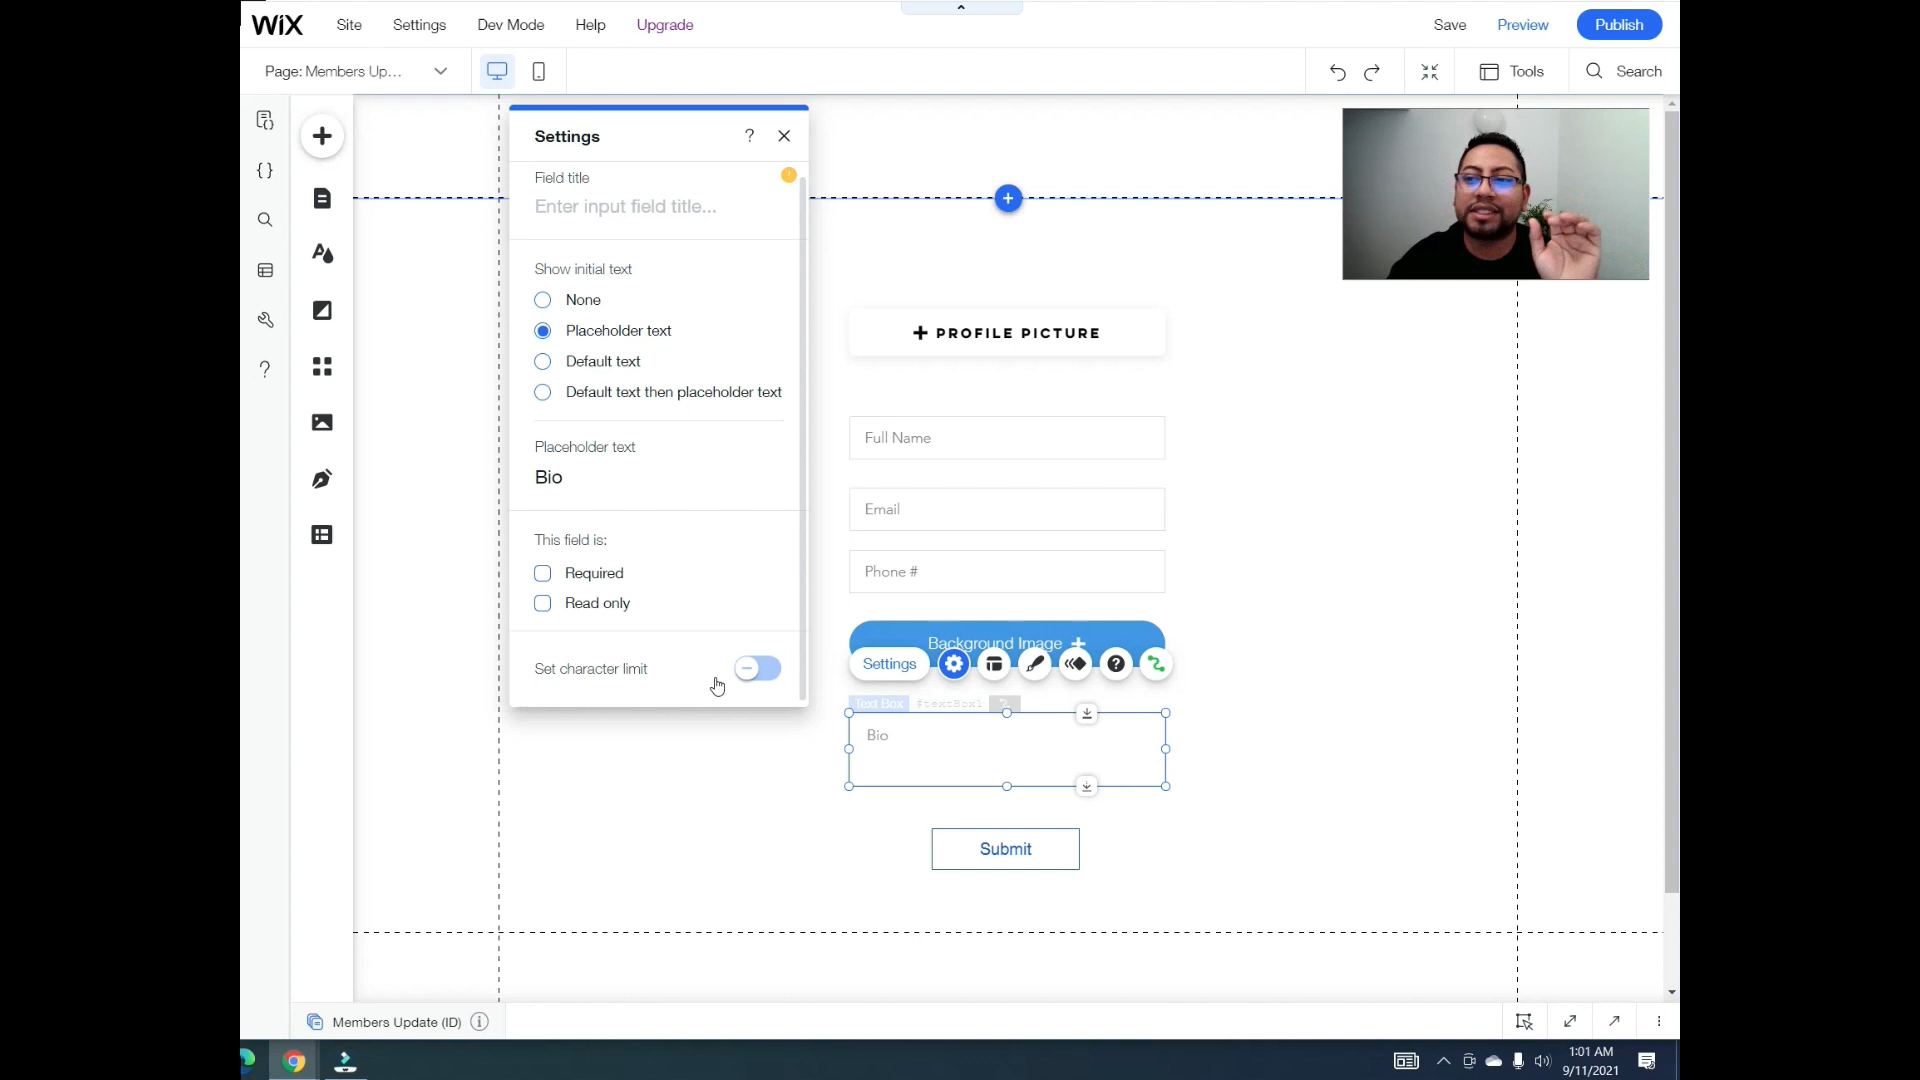 WiX
Site
Settings
Dev Mode
Help
Upgrade
Save
Preview
Publish
Page: Members Up...
Tools
Search
Settings
?
Field title
Enter input field title...
Show initial text
None
Placeholder text
Default text
Default text then placeholder text
Placeholder text
Bio
This field is:
Required
Read only
Set character limit
PROFILE PICTURE
Full Name
Email
Phone #
Background Image +
Settings
Text Box #textBox1
Bio
Submit
Members Update (ID)
1:01 AM
9/11/2021